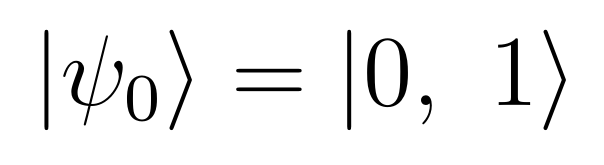 |ψ₀⟩ = |0, 1⟩